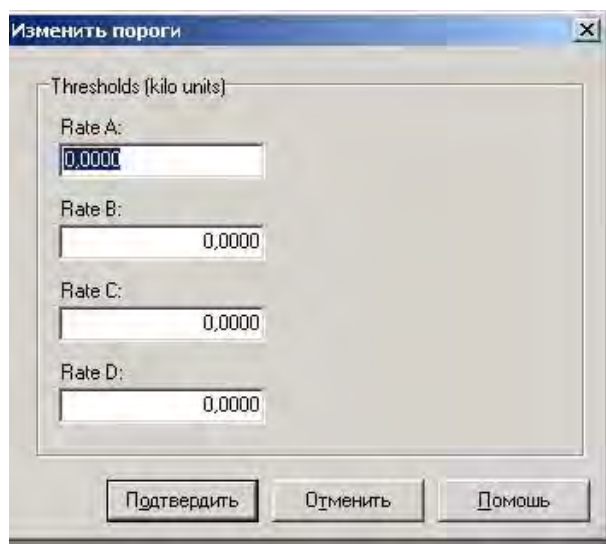 Изменить пороги
Thresholds (kilo units)
Rate A:
0,0000
Rate B:
0,0000
Rate C:
0,0000
Rate D:
0,0000
Подтвердить Отменить Помошь